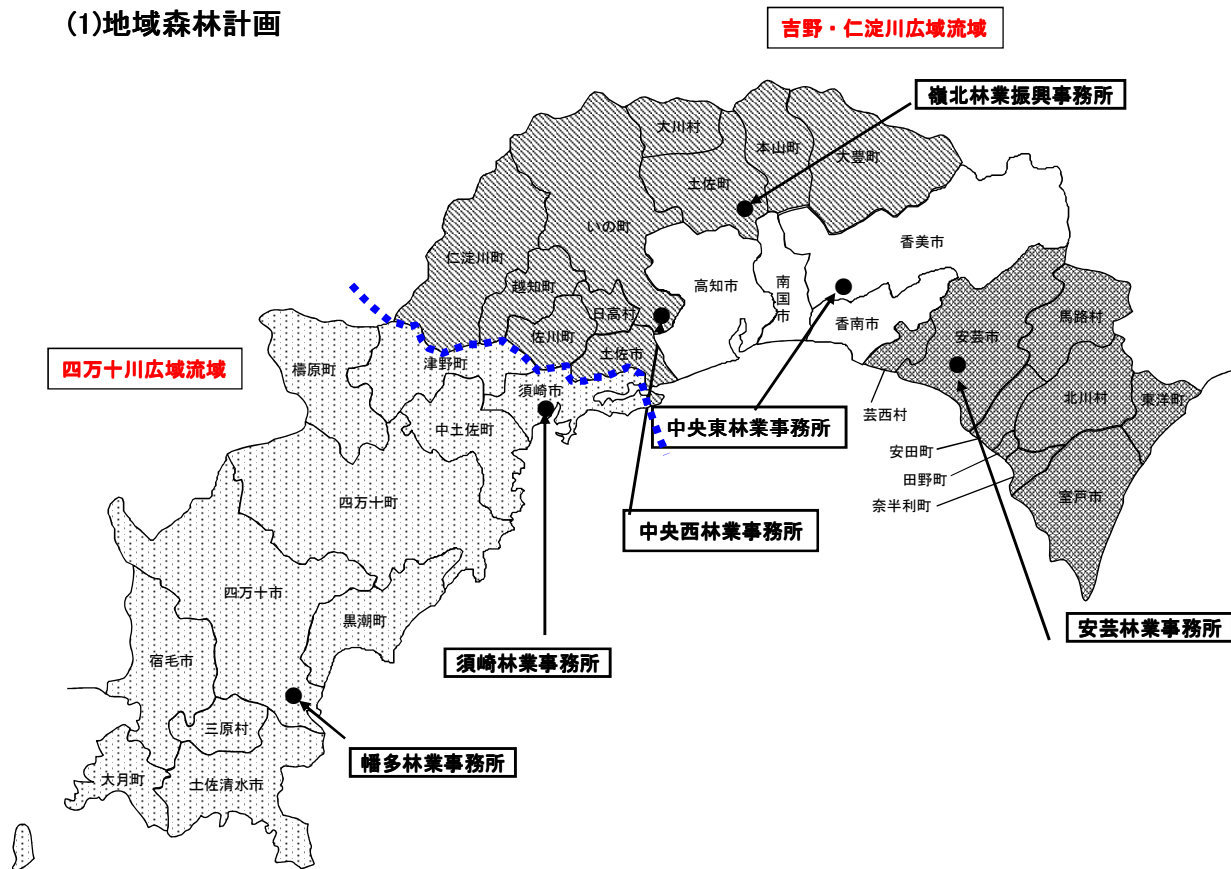 (1)地域森林計画
吉野・仁淀川広域流域
嶺北林業振興事務所
大川村
本山町
大豊町
土佐町
いの町
香美市
仁淀川町
越知町
高知市
南国市
日高村
香南市
馬路村
安芸市
佐川町
土佐市
津野町
四万十川広域流域
梼原町
須崎市
中土佐町
芸西村
北川村
東洋町
中央東林業事務所
安田町
田野町
奈半利町
室戸市
四万十町
中央西林業事務所
四万十市
黒潮町
安芸林業事務所
宿毛市
須崎林業事務所
三原村
幡多林業事務所
大月町
土佐清水市